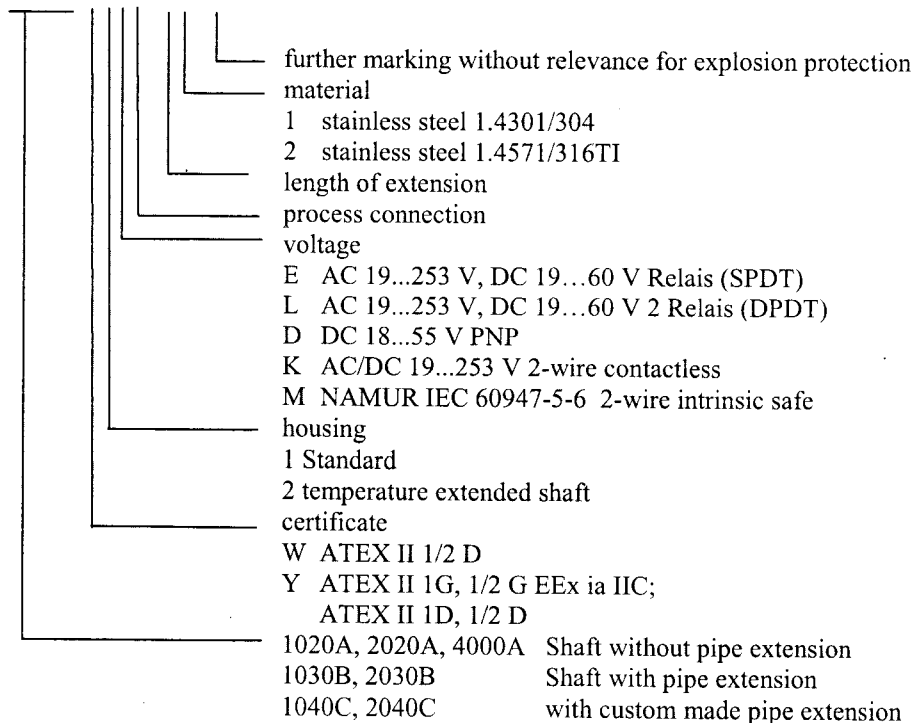 further marking without relevance for explosion protection
material
1 stainless steel 1.4301/304
2 stainless steel 1.4571/316TI
length of extension
process connection
voltage
E AC 19...253 V, DC 19...60 V Relais (SPDT)
L AC 19...253 V, DC 19...60 V 2 Relais (DPDT)
D DC 18...55 V PNP
K AC/DC 19...253 V 2-wire contactless
M NAMUR IEC 60947-5-6 2-wire intrinsic safe
housing
1 Standard
2 temperature extended shaft
certificate
W ATEX II 1/2 D
Y ATEX II 1G, 1/2 G EEx ia IIC;
ATEX II 1D, 1/2 D
1020A, 2020A, 4000A Shaft without pipe extension
1030B, 2030B Shaft with pipe extension
1040C, 2040C with custom made pipe extension